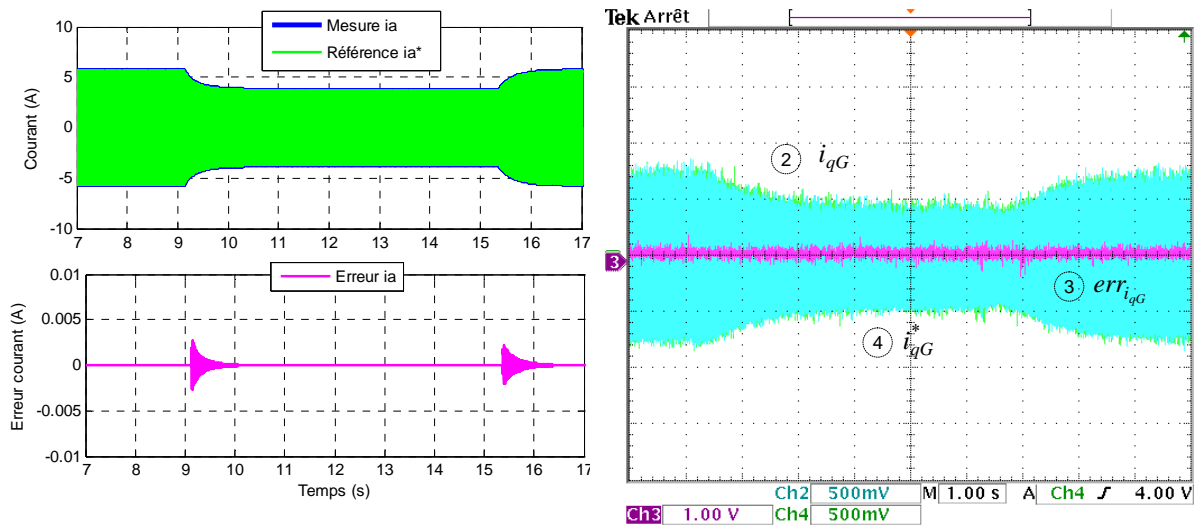 Mesure ia
Référence ia*
Courant (A)
10
5
0
-5
-10
7 8 9 10 11 12 13 14 15 16 17
Erreur ia
Erreur courant (A)
0.01
0.005
0
-0.005
-0.01
7 8 9 10 11 12 13 14 15 16 17
Temps (s)
Tek Arrêt
2 iqG
3
3 erriqG
4 i*qG
Ch2 500mV M 1.00 s A Ch4 4.00 V
Ch3 1.00 V Ch4 500mV